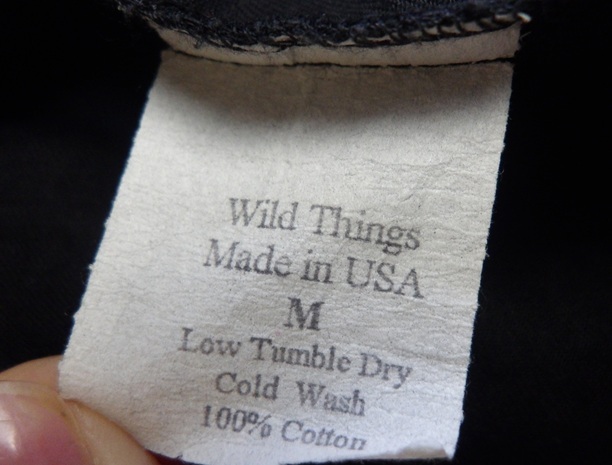 Wild Things
Made in USA
M
Low Tumble Dry
Cold Wash
100% Cotton